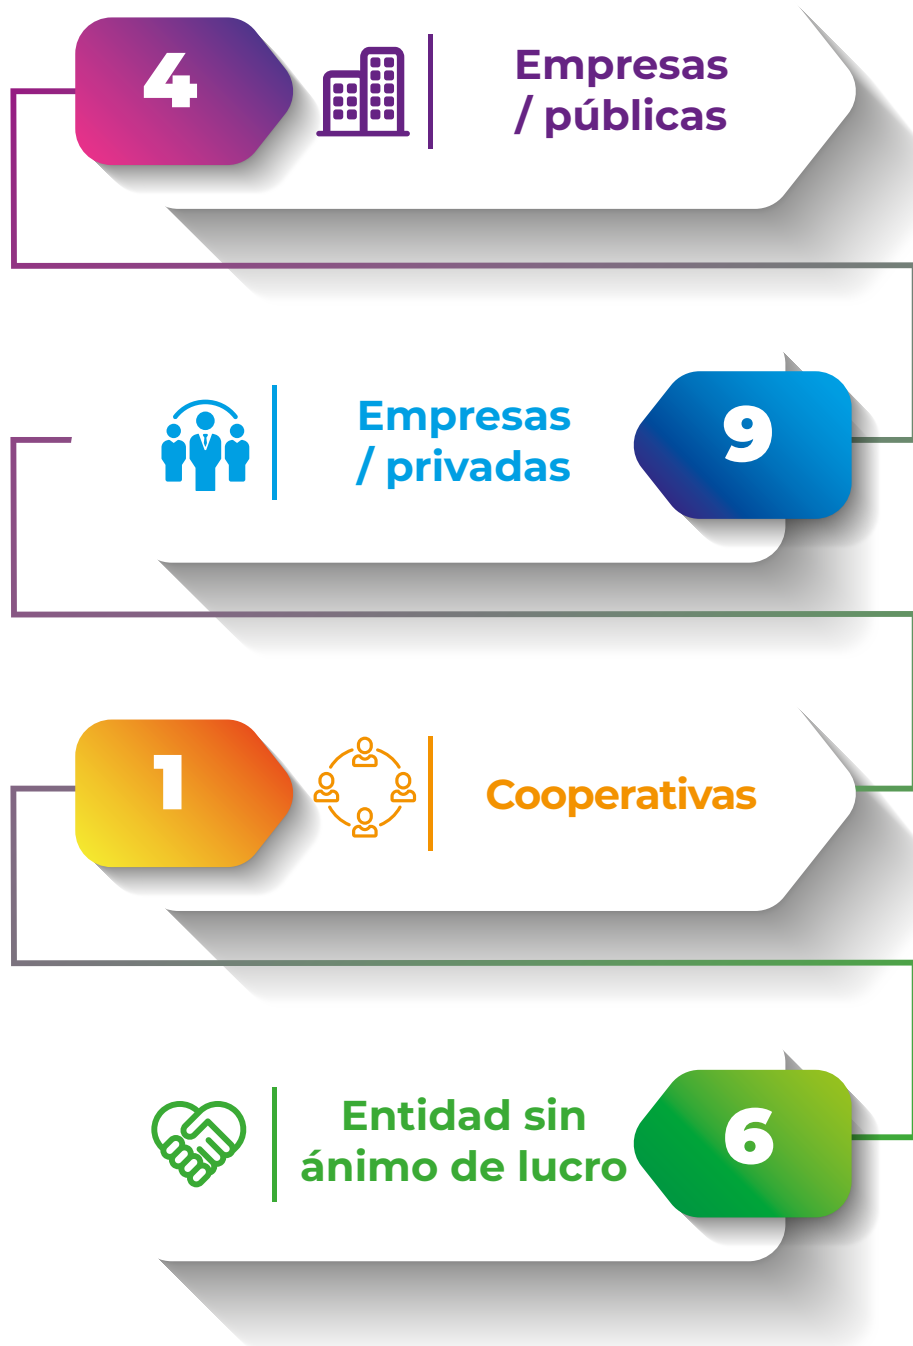 4
Empresas
/ públicas
Empresas
/ privadas
9
1
Cooperativas
Entidad sin
ánimo de lucro
6